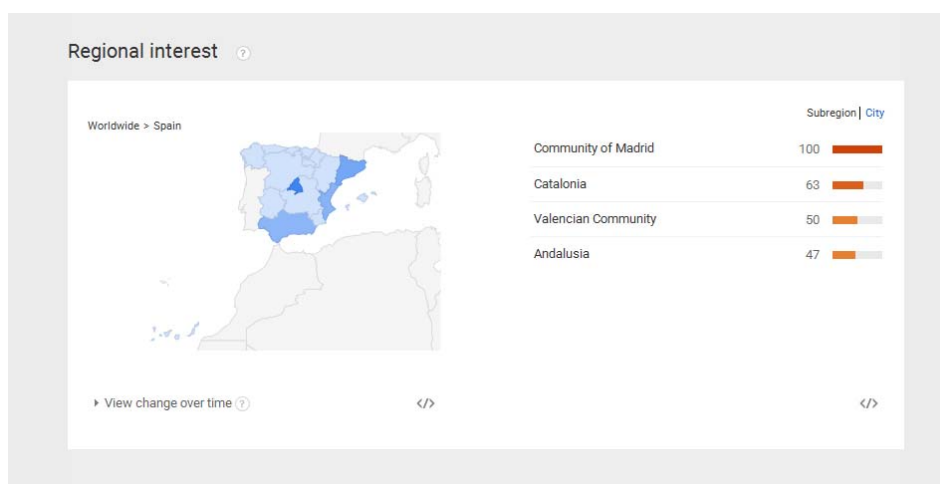 Regional interest ?
Worldwide > Spain
Subregion | City
Community of Madrid 100
Catalonia 63
Valencian Community 50
Andalusia 47
View change over time ?
</>
</>